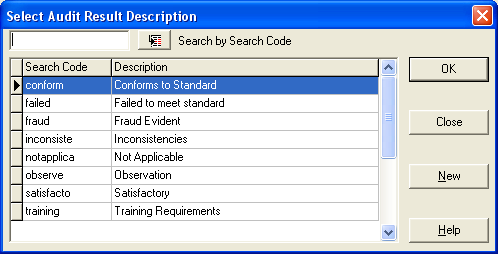 Select Audit Result Description
Search by Search Code
Search Code Description
conform Conforms to Standard
failed Failed to meet standard
fraud Fraud Evident
inconsiste Inconsistencies
notapplica Not Applicable
observe Observation
satisfacto Satisfactory
training Training Requirements
OK
Close
New
Help